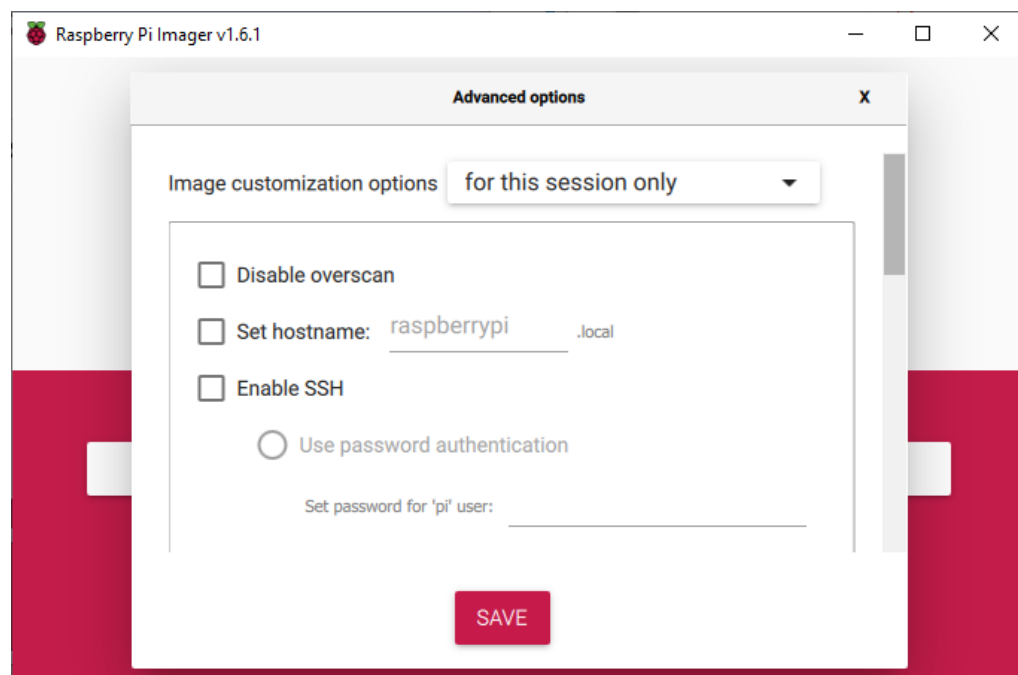 Raspberry Pi Imager v1.6.1
Advanced options X
Image customization options for this session only
Disable overscan
Set hostname: raspberrypi .local
Enable SSH
Use password authentication
Set password for 'pi' user:
SAVE